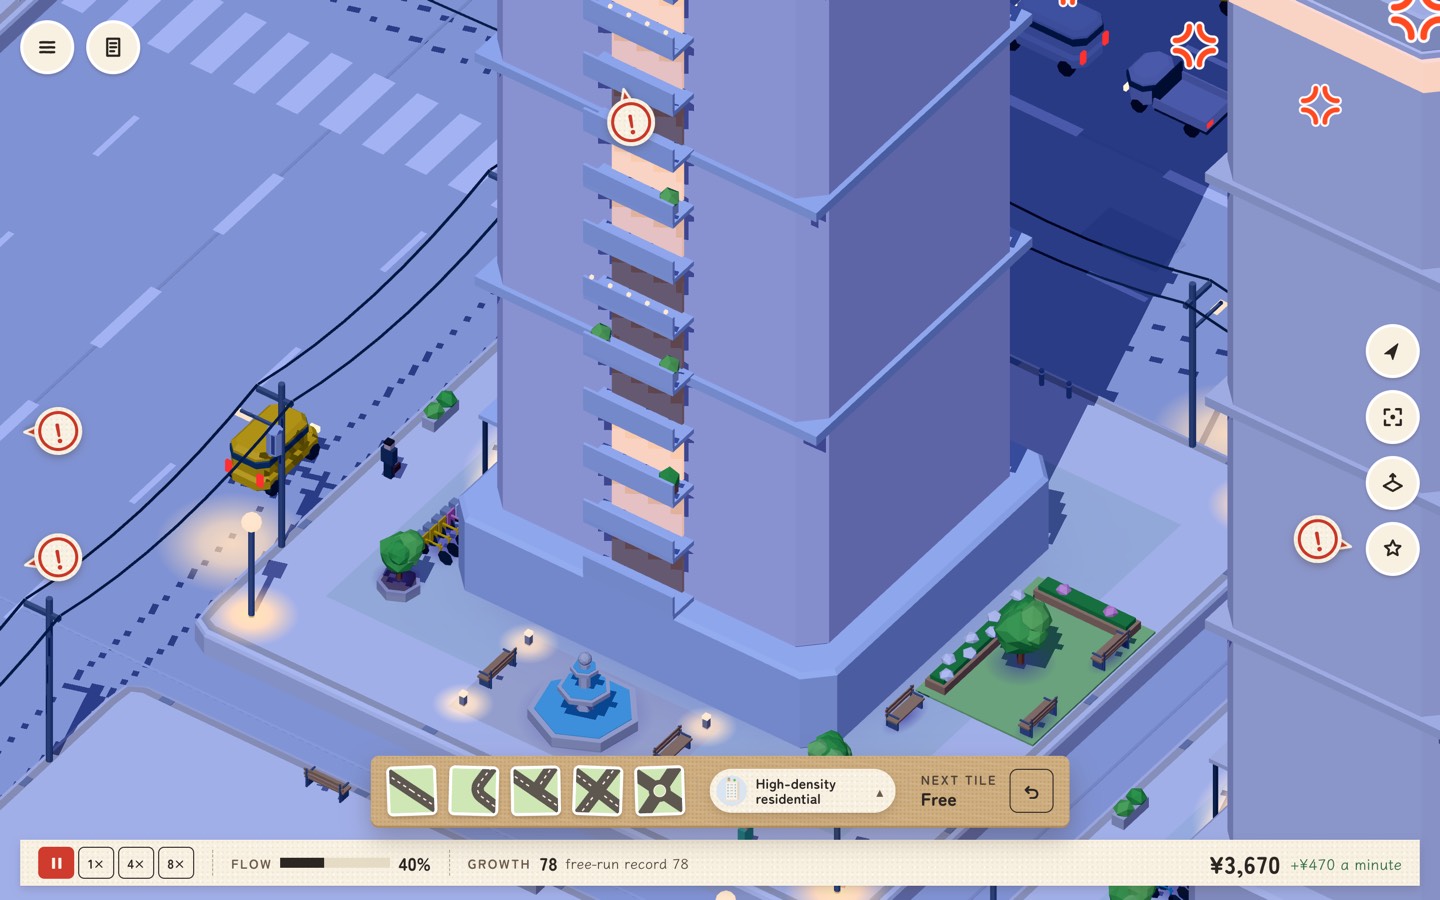 High-density
residential
NEXT TILE
Free
1×
4×
8×
FLOW
40%
GROWTH 78 free-run record 78
¥3,670 +¥470 a minute